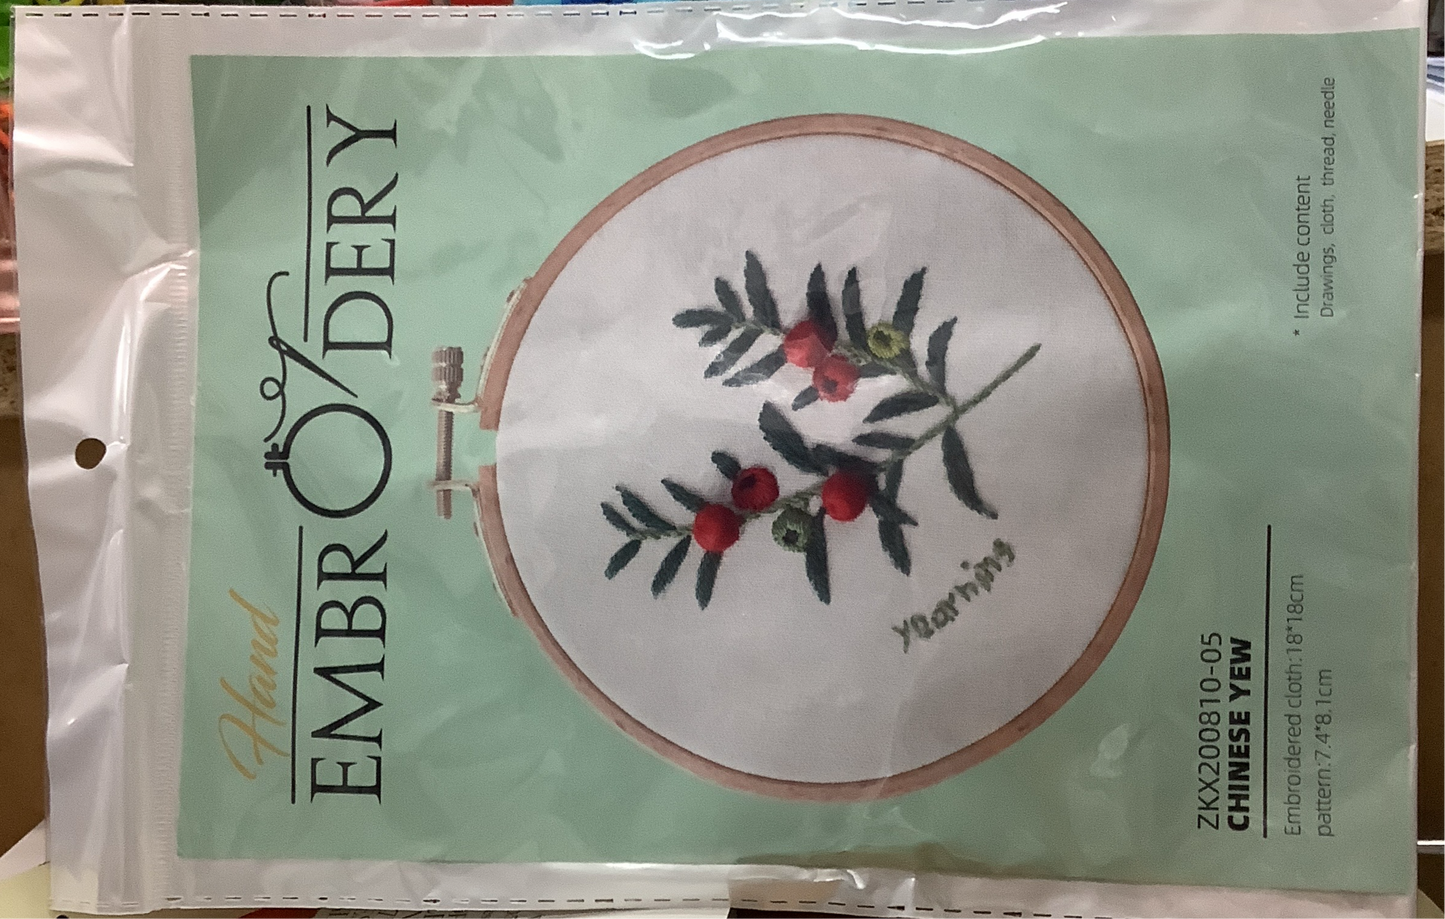 Hand
EMBROIDERY
Yearning
ZKX200810-05
CHINESE YEW
Embroidered cloth:18*18cm
pattern:7.4*8.1cm
* Include content
Drawings, cloth, thread, needle